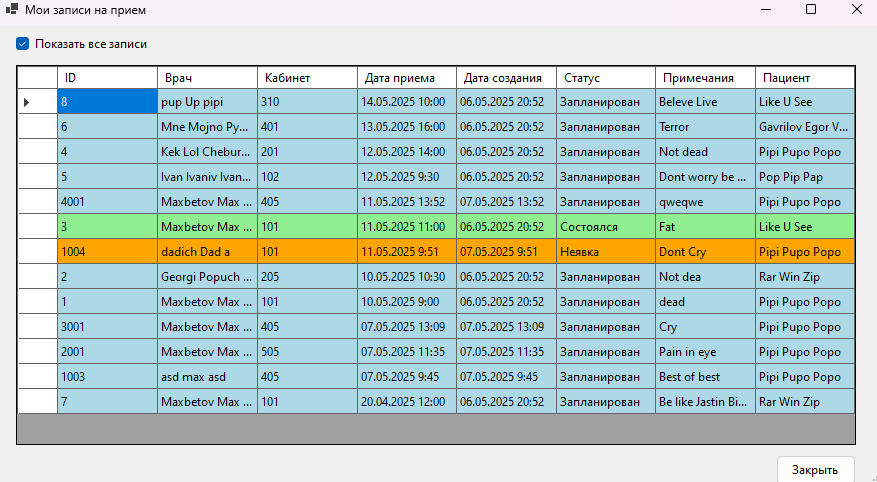 Мои записи на прием
Показать все записи
ID Врач Кабинет Дата приема Дата создания Статус Примечания Пациент
8 pup Up pipi 310 14.05.2025 10:00 06.05.2025 20:52 Запланирован Beleve Live Like U See
6 Mne Mojno Py... 401 13.05.2025 16:00 06.05.2025 20:52 Запланирован Terror Gavrilov Egor V...
4 Kek Lol Chebur... 201 12.05.2025 14:00 06.05.2025 20:52 Запланирован Not dead Pipi Pupo Popo
5 Ivan Ivaniv Ivan... 102 12.05.2025 9:30 06.05.2025 20:52 Запланирован Dont worry be ... Pop Pip Pap
4001 Maxbetov Max ... 405 11.05.2025 13:52 07.05.2025 13:52 Запланирован qweqwe Pipi Pupo Popo
3 Maxbetov Max ... 101 11.05.2025 11:00 06.05.2025 20:52 Состоялся Fat Like U See
1004 dadich Dad a 101 11.05.2025 9:51 07.05.2025 9:51 Неявка Dont Cry Pipi Pupo Popo
2 Georgi Popuch ... 205 10.05.2025 10:30 06.05.2025 20:52 Запланирован Not dea Rar Win Zip
1 Maxbetov Max ... 101 10.05.2025 9:00 06.05.2025 20:52 Запланирован dead Pipi Pupo Popo
3001 Maxbetov Max ... 405 07.05.2025 13:09 07.05.2025 13:09 Запланирован Cry Pipi Pupo Popo
2001 Maxbetov Max ... 505 07.05.2025 11:35 07.05.2025 11:35 Запланирован Pain in eye Pipi Pupo Popo
1003 asd max asd 405 07.05.2025 9:45 07.05.2025 9:45 Запланирован Best of best Pipi Pupo Popo
7 Maxbetov Max ... 101 20.04.2025 12:00 06.05.2025 20:52 Запланирован Be like Jastin Bi... Rar Win Zip
Закрыть